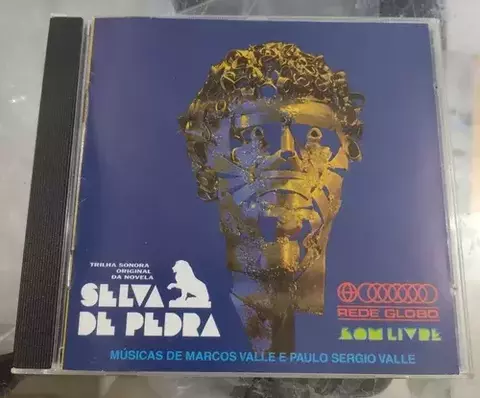 TRILHA SONORA
ORIGINAL
DA NOVELA
SELVA
DE PEDRA
REDE GLOBO
SOM LIVRE
MÚSICAS DE MARCOS VALLE E PAULO SERGIO VALLE